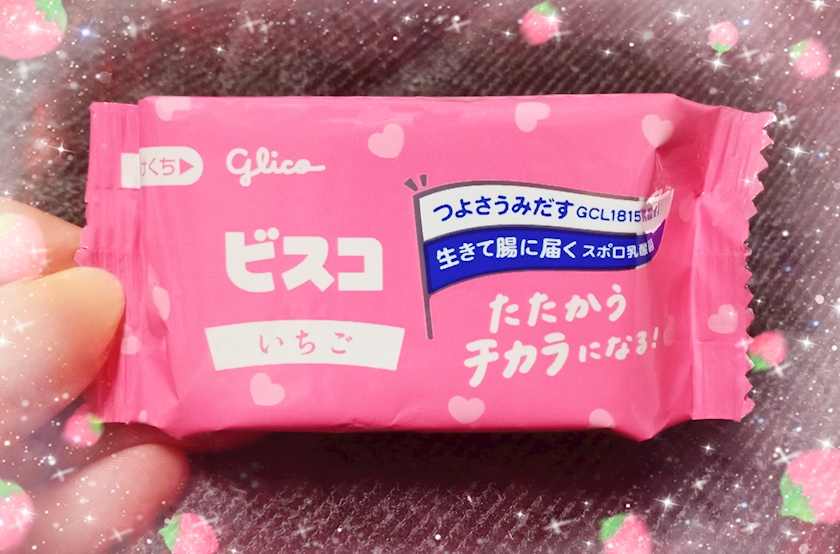 けくち▶
Glico
ビスコ
いちご
つよさうみだす GCL1815
生きて腸に届く スポロ乳酸菌
たたかう
チカラになる!